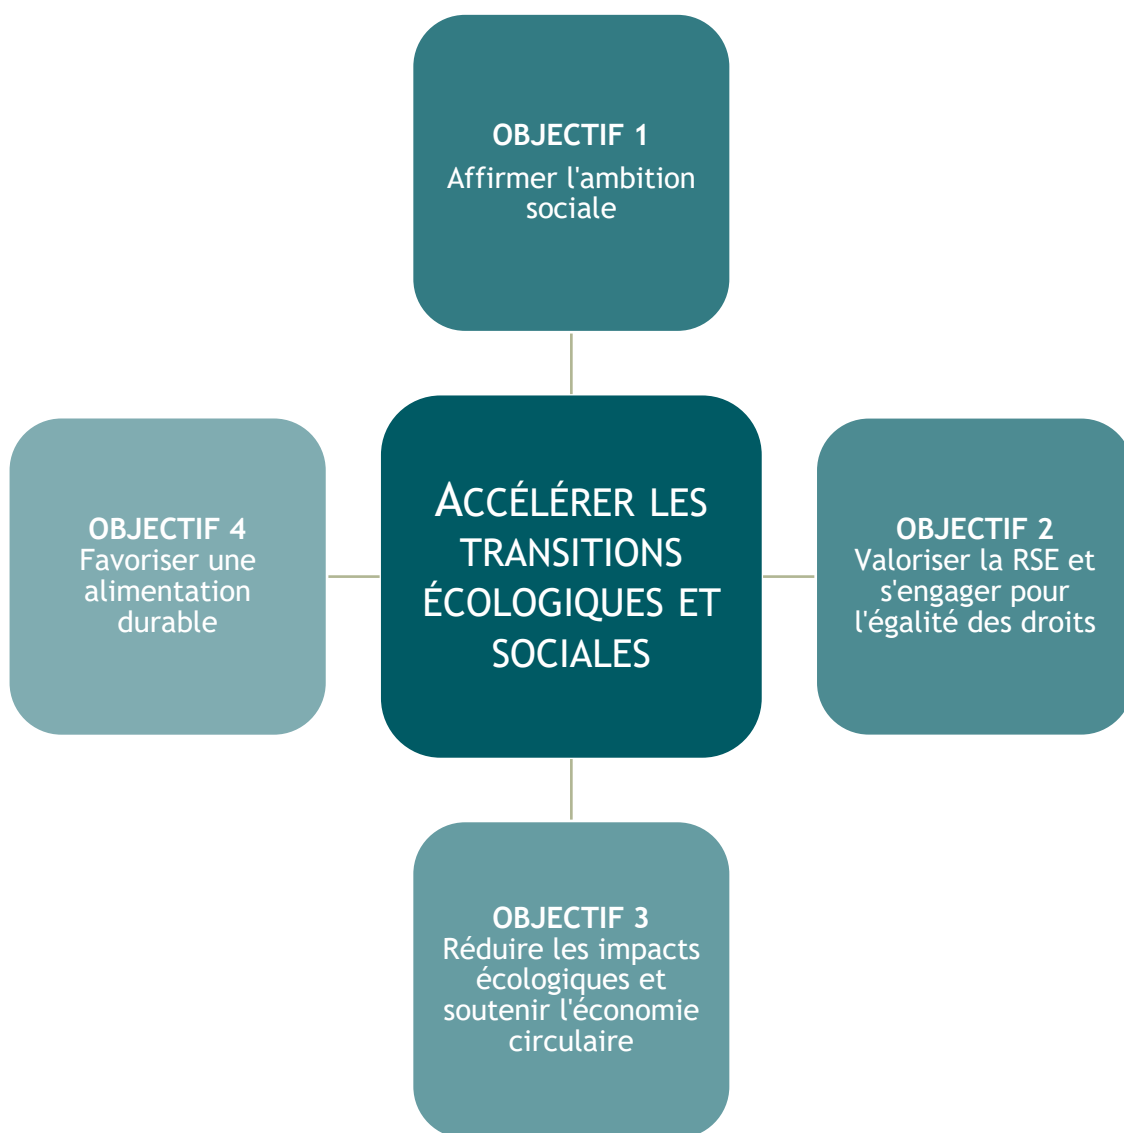 OBJECTIF 1
Affirmer l'ambition
sociale
OBJECTIF 4
Favoriser une
alimentation
durable
ACCÉLÉRER LES
TRANSITIONS
ÉCOLOGIQUES ET
SOCIALES
OBJECTIF 2
Valoriser la RSE et
s'engager pour
l'égalité des droits
OBJECTIF 3
Réduire les impacts
écologiques et
soutenir l'économie
circulaire